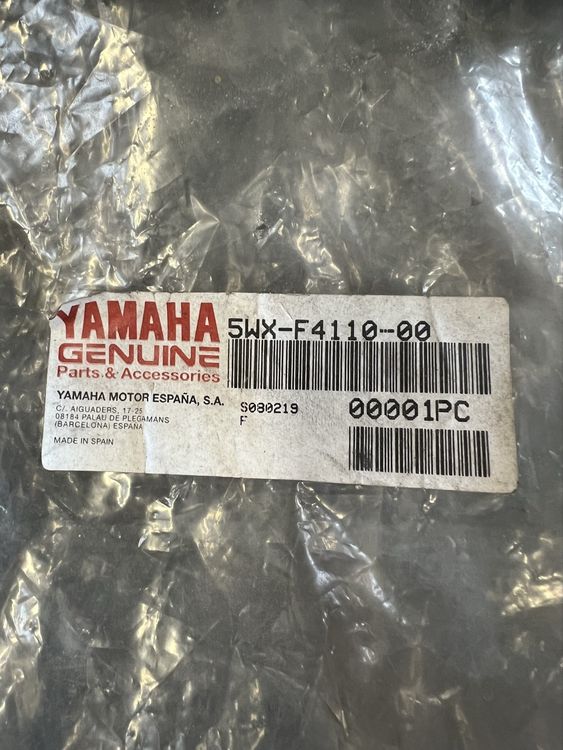 YAMAHA
GENUINE
Parts & Accessories
YAMAHA MOTOR ESPAÑA, S.A.
C/. AIGUADERS, 17-25
08184 PALAU DE PLEGAMANS
(BARCELONA) ESPAÑA
MADE IN SPAIN
5WX-F4110-00
S080219
F
00001PC